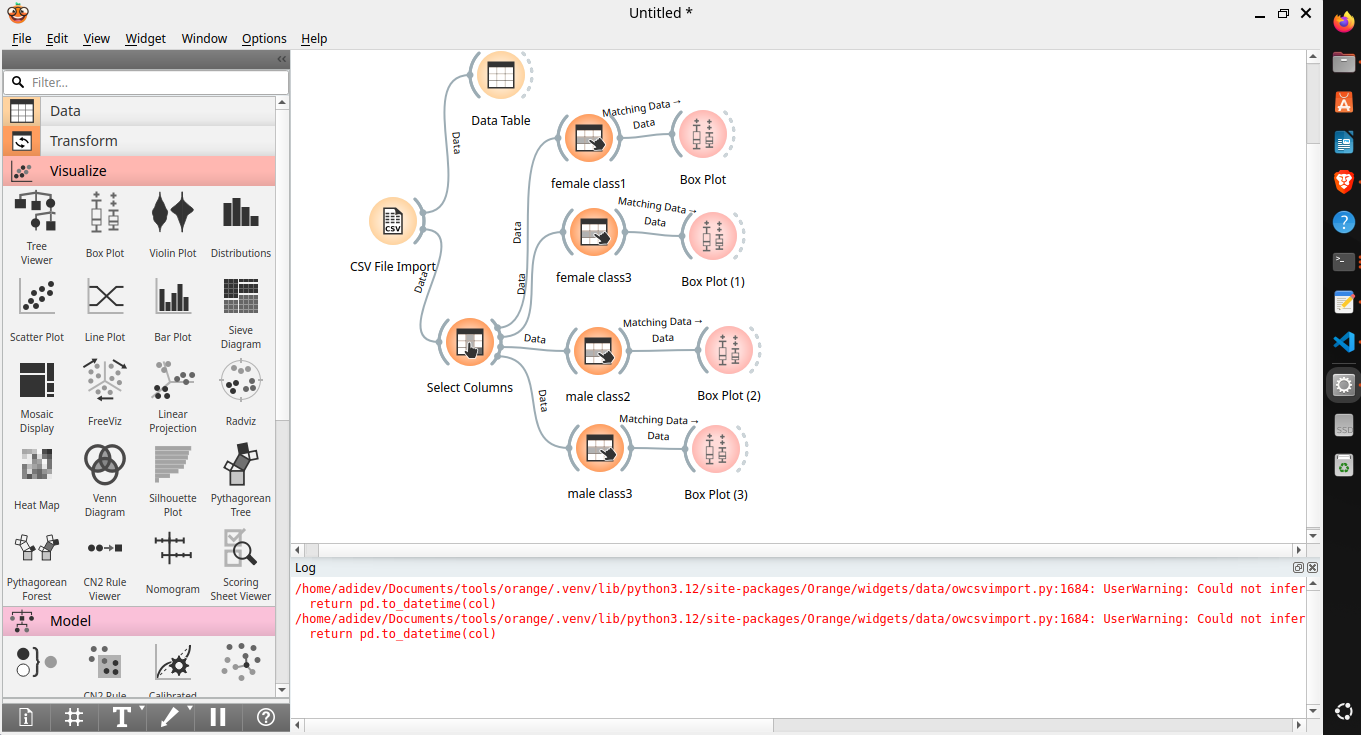 Untitled *
File Edit View Widget Window Options Help
Filter...
Data
Transform
Visualize
Tree Viewer
Box Plot
Violin Plot
Distributions
Scatter Plot
Line Plot
Bar Plot
Sieve Diagram
Mosaic Display
FreeViz
Linear Projection
Radviz
Heat Map
Venn Diagram
Silhouette Plot
Pythagorean Tree
Pythagorean Forest
CN2 Rule Viewer
Nomogram
Scoring Sheet Viewer
Model
CN2 Rule
Calibrated
Data Table
Data
CSV
CSV File Import
Data
Select Columns
Data
Data
Data
Data
female class1
Matching Data →
Data
Box Plot
female class3
Matching Data →
Data
Box Plot (1)
male class2
Matching Data →
Data
Box Plot (2)
male class3
Matching Data →
Data
Box Plot (3)
Log
/home/adidev/Documents/tools/orange/.venv/lib/python3.12/site-packages/Orange/widgets/data/owcsvimport.py:1684: UserWarning: Could not infer
return pd.to_datetime(col)
/home/adidev/Documents/tools/orange/.venv/lib/python3.12/site-packages/Orange/widgets/data/owcsvimport.py:1684: UserWarning: Could not infer
return pd.to_datetime(col)
SSD